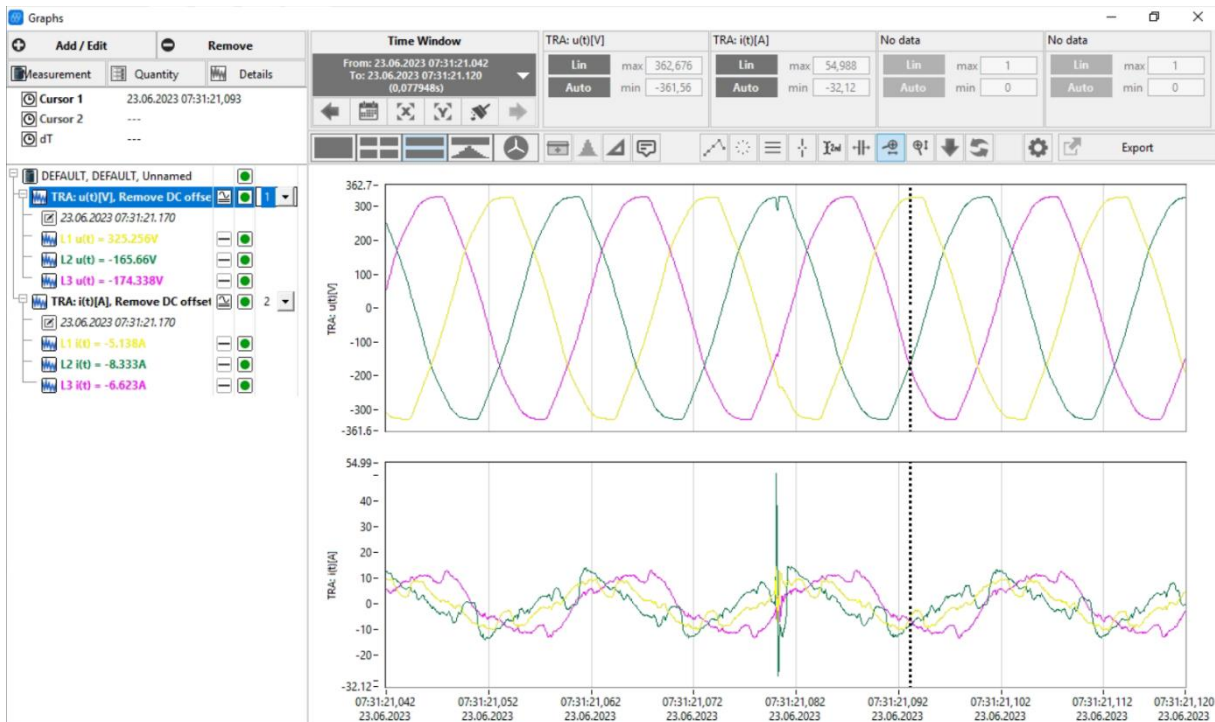 Graphs
Add / Edit
Remove
Measurement
Quantity
Details
Cursor 1 23.06.2023 07:31:21,093
Cursor 2 ---
dT ---
Time Window
From: 23.06.2023 07:31:21.042
To: 23.06.2023 07:31:21.120
(0,077948s)
TRA: u(t)[V]
Lin max 362,676
Auto min -361,56
TRA: i(t)[A]
Lin max 54,988
Auto min -32,12
No data
Lin max 1
Auto min 0
No data
Lin max 1
Auto min 0
Export
DEFAULT, DEFAULT, Unnamed
TRA: u(t)[V], Remove DC offse 1
23.06.2023 07:31:21.170
L1 u(t) = 325.256V
L2 u(t) = -165.66V
L3 u(t) = -174.338V
TRA: i(t)[A], Remove DC offset 2
23.06.2023 07:31:21.170
L1 i(t) = -5.138A
L2 i(t) = -8.333A
L3 i(t) = -6.623A
TRA: u(t)[V]
362.7
300
200
100
0
-100
-200
-300
-361.6
TRA: i(t)[A]
54.99
40
30
20
10
0
-10
-20
-32.12
07:31:21,042 07:31:21,052 07:31:21,062 07:31:21,072 07:31:21,082 07:31:21,092 07:31:21,102 07:31:21,112 07:31:21,120
23.06.2023 23.06.2023 23.06.2023 23.06.2023 23.06.2023 23.06.2023 23.06.2023 23.06.2023 23.06.2023